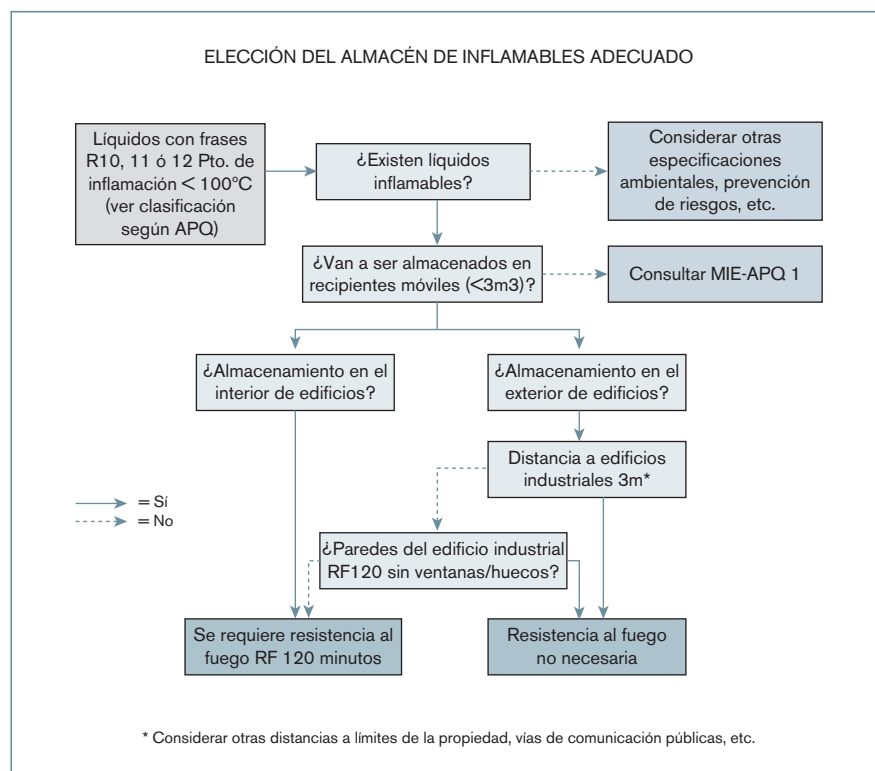 ELECCIÓN DEL ALMACÉN DE INFLAMABLES ADECUADO
Líquidos con frases
R10, 11 ó 12 Pto. de
inflamación < 100ºC
(ver clasificación
según APQ)
¿Existen líquidos
inflamables?
Considerar otras
especificaciones
ambientales, prevención
de riesgos, etc.
¿Van a ser almacenados en
recipientes móviles (<3m3)?
Consultar MIE-APQ 1
¿Almacenamiento en el
interior de edificios?
¿Almacenamiento en el
exterior de edificios?
Distancia a edificios
industriales 3m*
= Sí
= No
¿Paredes del edificio industrial
RF120 sin ventanas/huecos?
Se requiere resistencia al
fuego RF 120 minutos
Resistencia al fuego
no necesaria
* Considerar otras distancias a límites de la propiedad, vías de comunicación públicas, etc.